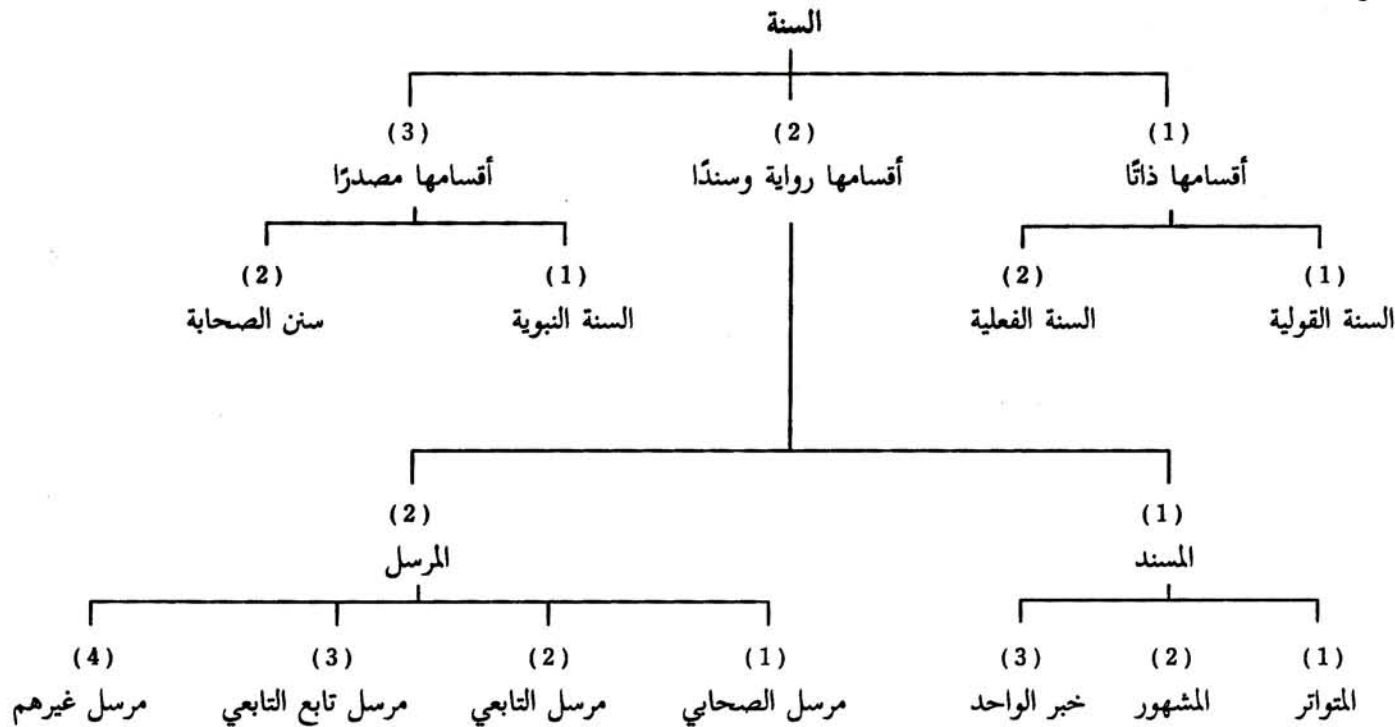 السنة
(1) (2) (3)
أقسامها ذاتًا أقسامها رواية وسندًا أقسامها مصدرًا
(1) (2) (1) (2)
السنة القولية السنة الفعلية السنة النبوية سنن الصحابة
(1) (2)
المسند المرسل
(1) (2) (3) (1) (2) (3) (4)
المتواتر المشهور خبر الواحد مرسل الصحابي مرسل التابعي مرسل تابع التابعي مرسل غيرهم